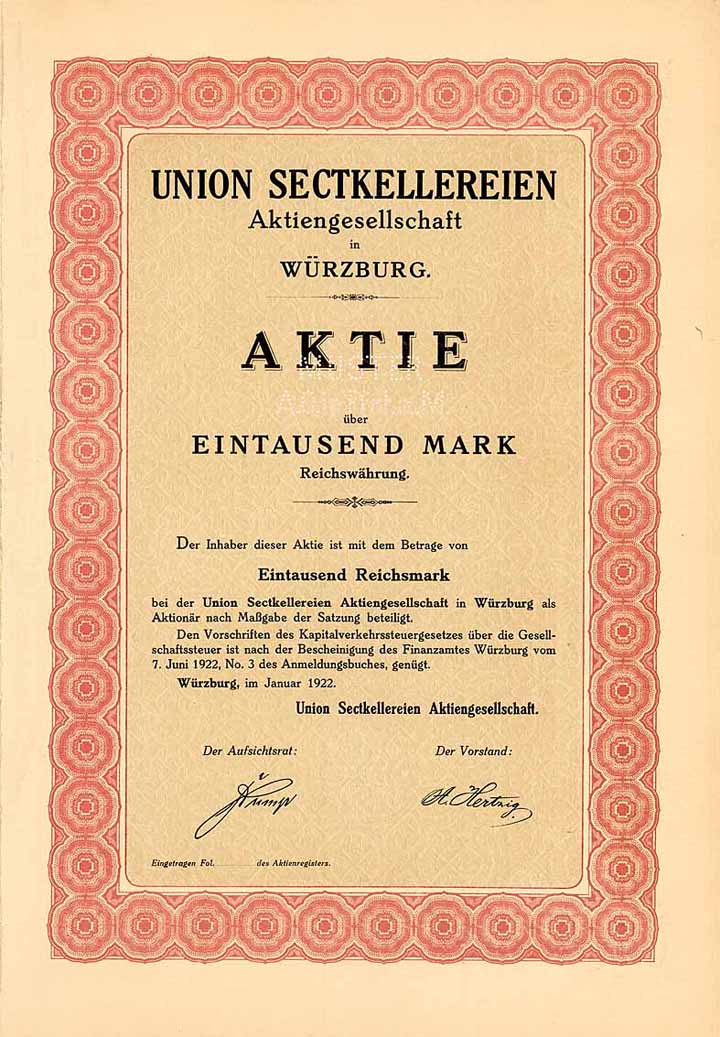 UNION SECTKELLEREIEN
Aktiengesellschaft
in
WÜRZBURG.
AKTIE
über
EINTAUSEND MARK
Reichswährung.
Der Inhaber dieser Aktie ist mit dem Betrage von
Eintausend Reichsmark
bei der Union Sectkellereien Aktiengesellschaft in Würzburg als
Aktionär nach Maßgabe der Satzung beteiligt.
Den Vorschriften des Kapitalverkehrssteuergesetzes über die Gesell-
schaftssteuer ist nach der Bescheinigung des Finanzamtes Würzburg vom
7. Juni 1922, No. 3 des Anmeldungsbuches, genügt.
Würzburg, im Januar 1922.
Union Sectkellereien Aktiengesellschaft.
Der Aufsichtsrat: Der Vorstand:
A. Hertzig
Eingetragen Fol. des Aktienregisters.